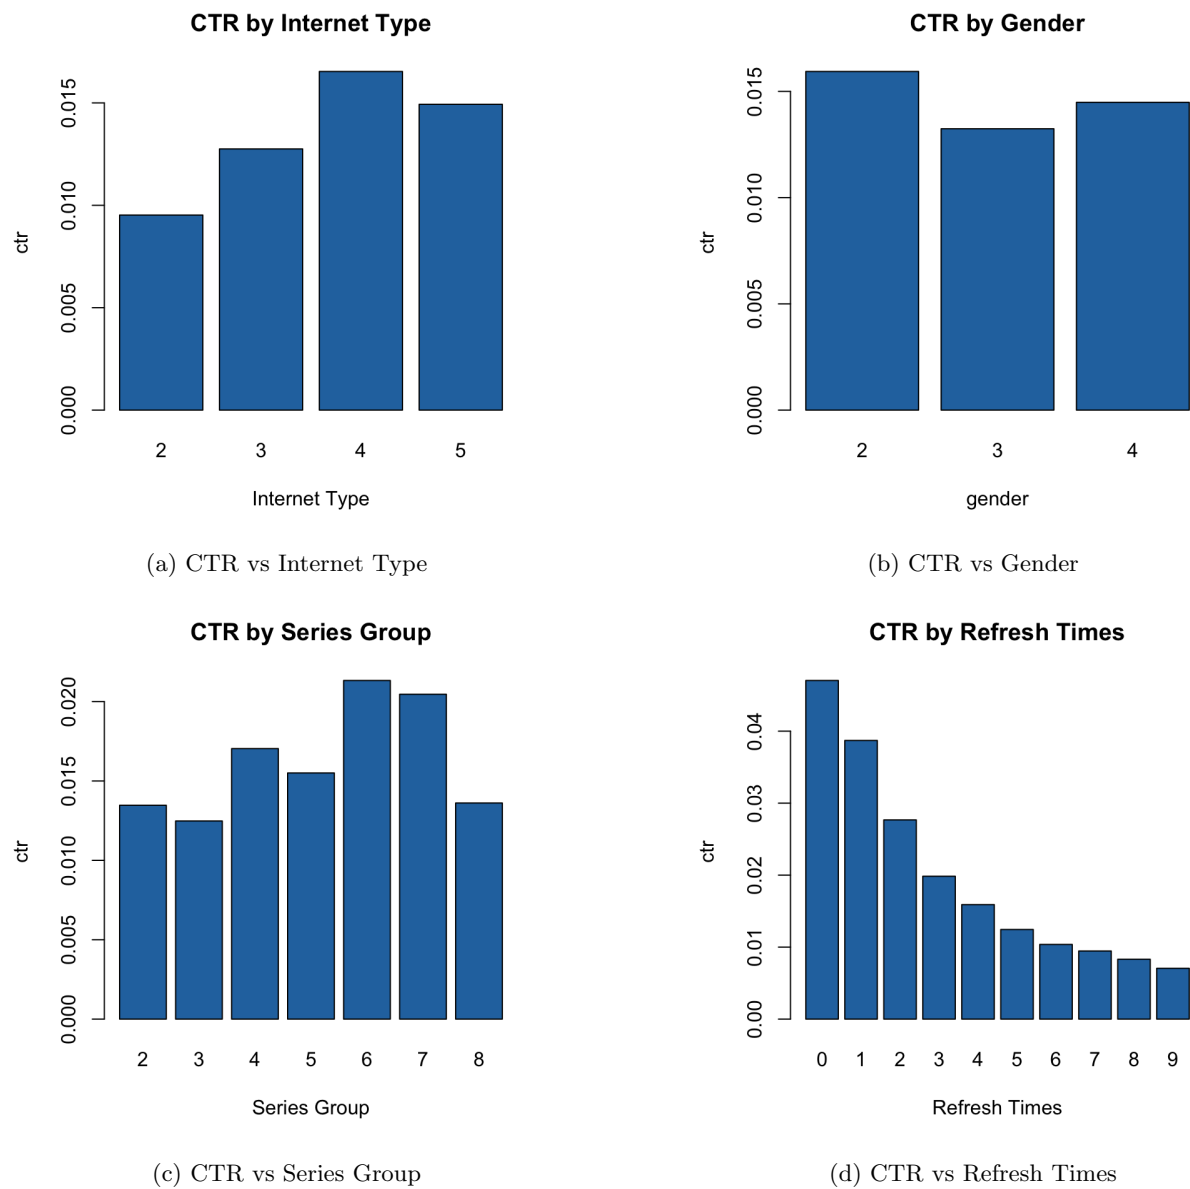 CTR by Internet Type
ctr
0.000 0.005 0.010 0.015
2 3 4 5
Internet Type
(a) CTR vs Internet Type
CTR by Gender
ctr
0.000 0.005 0.010 0.015
2 3 4
gender
(b) CTR vs Gender
CTR by Series Group
ctr
0.000 0.005 0.010 0.015 0.020
2 3 4 5 6 7 8
Series Group
(c) CTR vs Series Group
CTR by Refresh Times
ctr
0.00 0.01 0.02 0.03 0.04
0 1 2 3 4 5 6 7 8 9
Refresh Times
(d) CTR vs Refresh Times